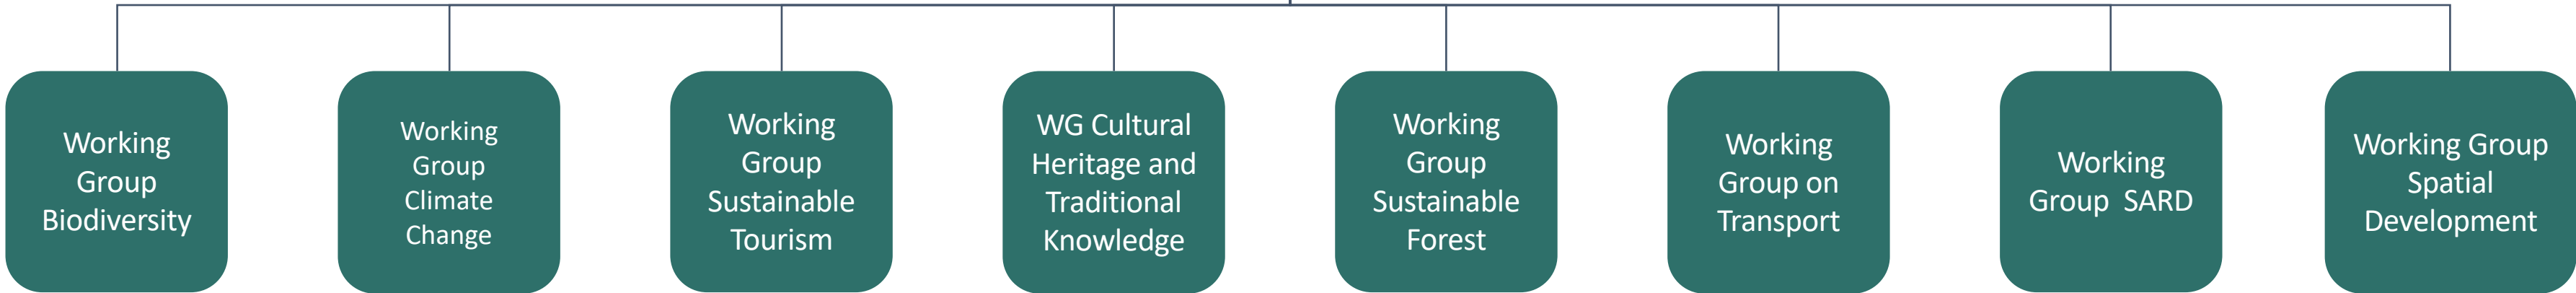 Working
Group
Biodiversity
Working
Group
Climate
Change
Working
Group
Sustainable
Tourism
WG Cultural
Heritage and
Traditional
Knowledge
Working
Group
Sustainable
Forest
Working
Group on
Transport
Working
Group  SARD
Working Group
Spatial
Development